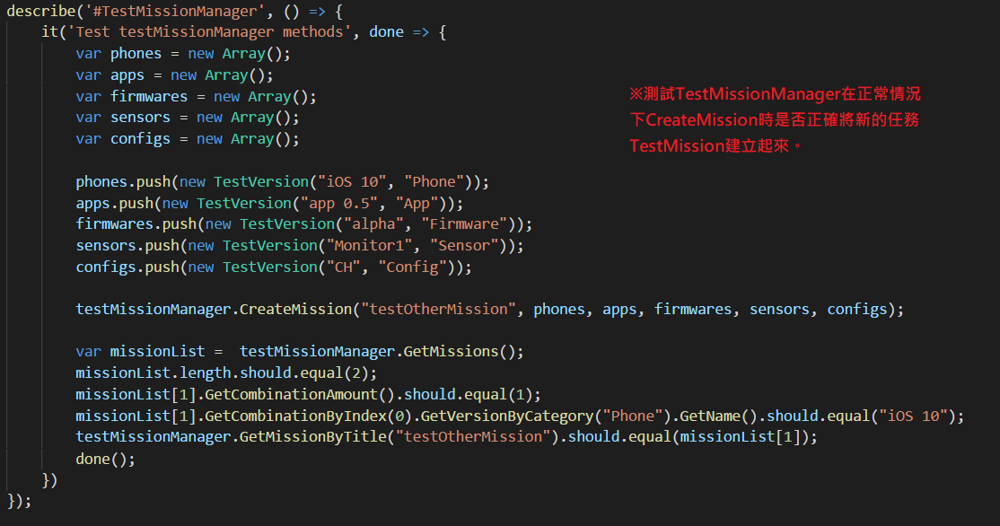 describe('#TestMissionManager', () => {
it('Test testMissionManager methods', done => {
var phones = new Array();
var apps = new Array();
var firmwares = new Array();
var sensors = new Array();
var configs = new Array();
※測試TestMissionManager在正常情況
下CreateMission時是否正確將新的任務
TestMission建立起來。
phones.push(new TestVersion("iOS 10", "Phone"));
apps.push(new TestVersion("app 0.5", "App"));
firmwares.push(new TestVersion("alpha", "Firmware"));
sensors.push(new TestVersion("Monitor1", "Sensor"));
configs.push(new TestVersion("CH", "Config"));
testMissionManager.CreateMission("testOtherMission", phones, apps, firmwares, sensors, configs);
var missionList =  testMissionManager.GetMissions();
missionList.length.should.equal(2);
missionList[1].GetCombinationAmount().should.equal(1);
missionList[1].GetCombinationByIndex(0).GetVersionByCategory("Phone").GetName().should.equal("iOS 10");
testMissionManager.GetMissionByTitle("testOtherMission").should.equal(missionList[1]);
done();
})
});